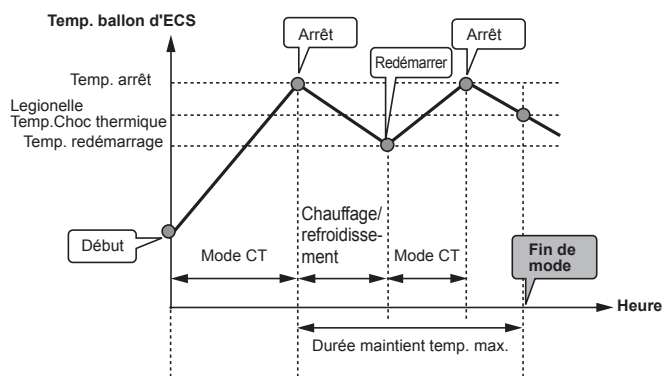 Temp. ballon d'ECS
Arrêt
Arrêt
Redémarrer
Temp. arrêt
Legionelle
Temp.Choc thermique
Temp. redémarrage
Début
Mode CT
Chauffage/
refroidisse-
ment
Mode CT
Fin de
mode
Heure
Durée maintient temp. max.